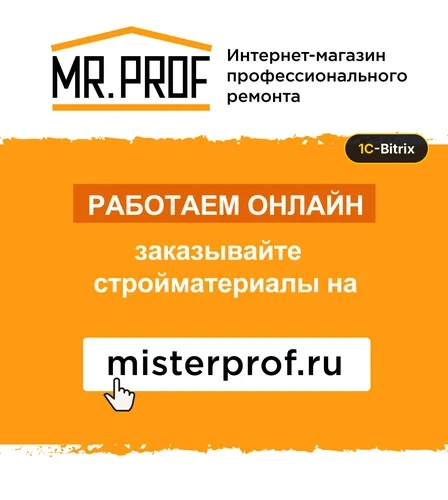 MR.PROF
Интернет-магазин
профессионального
ремонта
1C-Bitrix
РАБОТАЕМ ОНЛАЙН
заказывайте
стройматериалы на
misterprof.ru